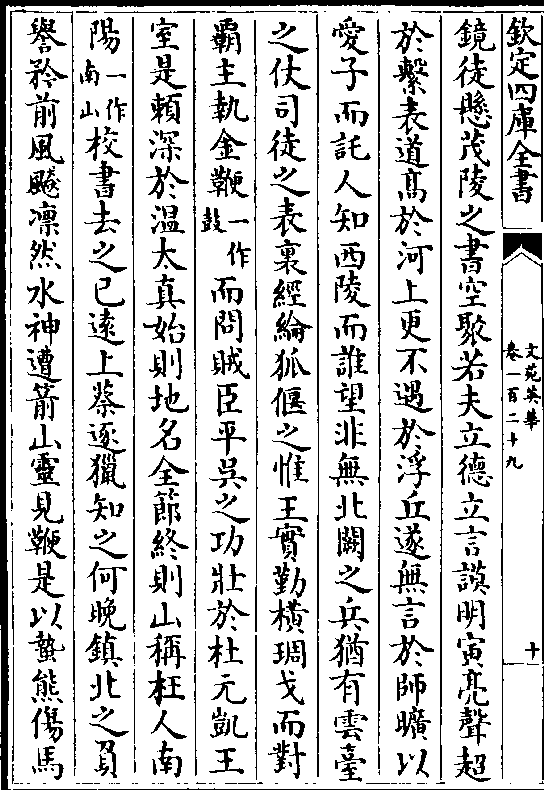 欽定四庫全書
文苑英華
卷一百二十九
十
鏡徒懸茂陵之書空聚若夫立德立言謨明寅亮聲超
於繫表道髙於河上更不遇於浮丘遂無言於師曠以
愛子而託人知西陵而誰望非無北闕之兵猶有雲臺
之仗司徒之表裏經綸狐偃之惟王實勤橫琱戈而對
霸主執金鞭一作鼓而問賊臣平吳之功壯於杜元凱王
室是賴深於温太真始則地名全節終則山稱枉人南
陽一作南山校書去之已逺上蔡逐獵知之何晚鎮北之負
譽矜前風飈凛然水神遭箭山靈見鞭是以蟄熊傷馬